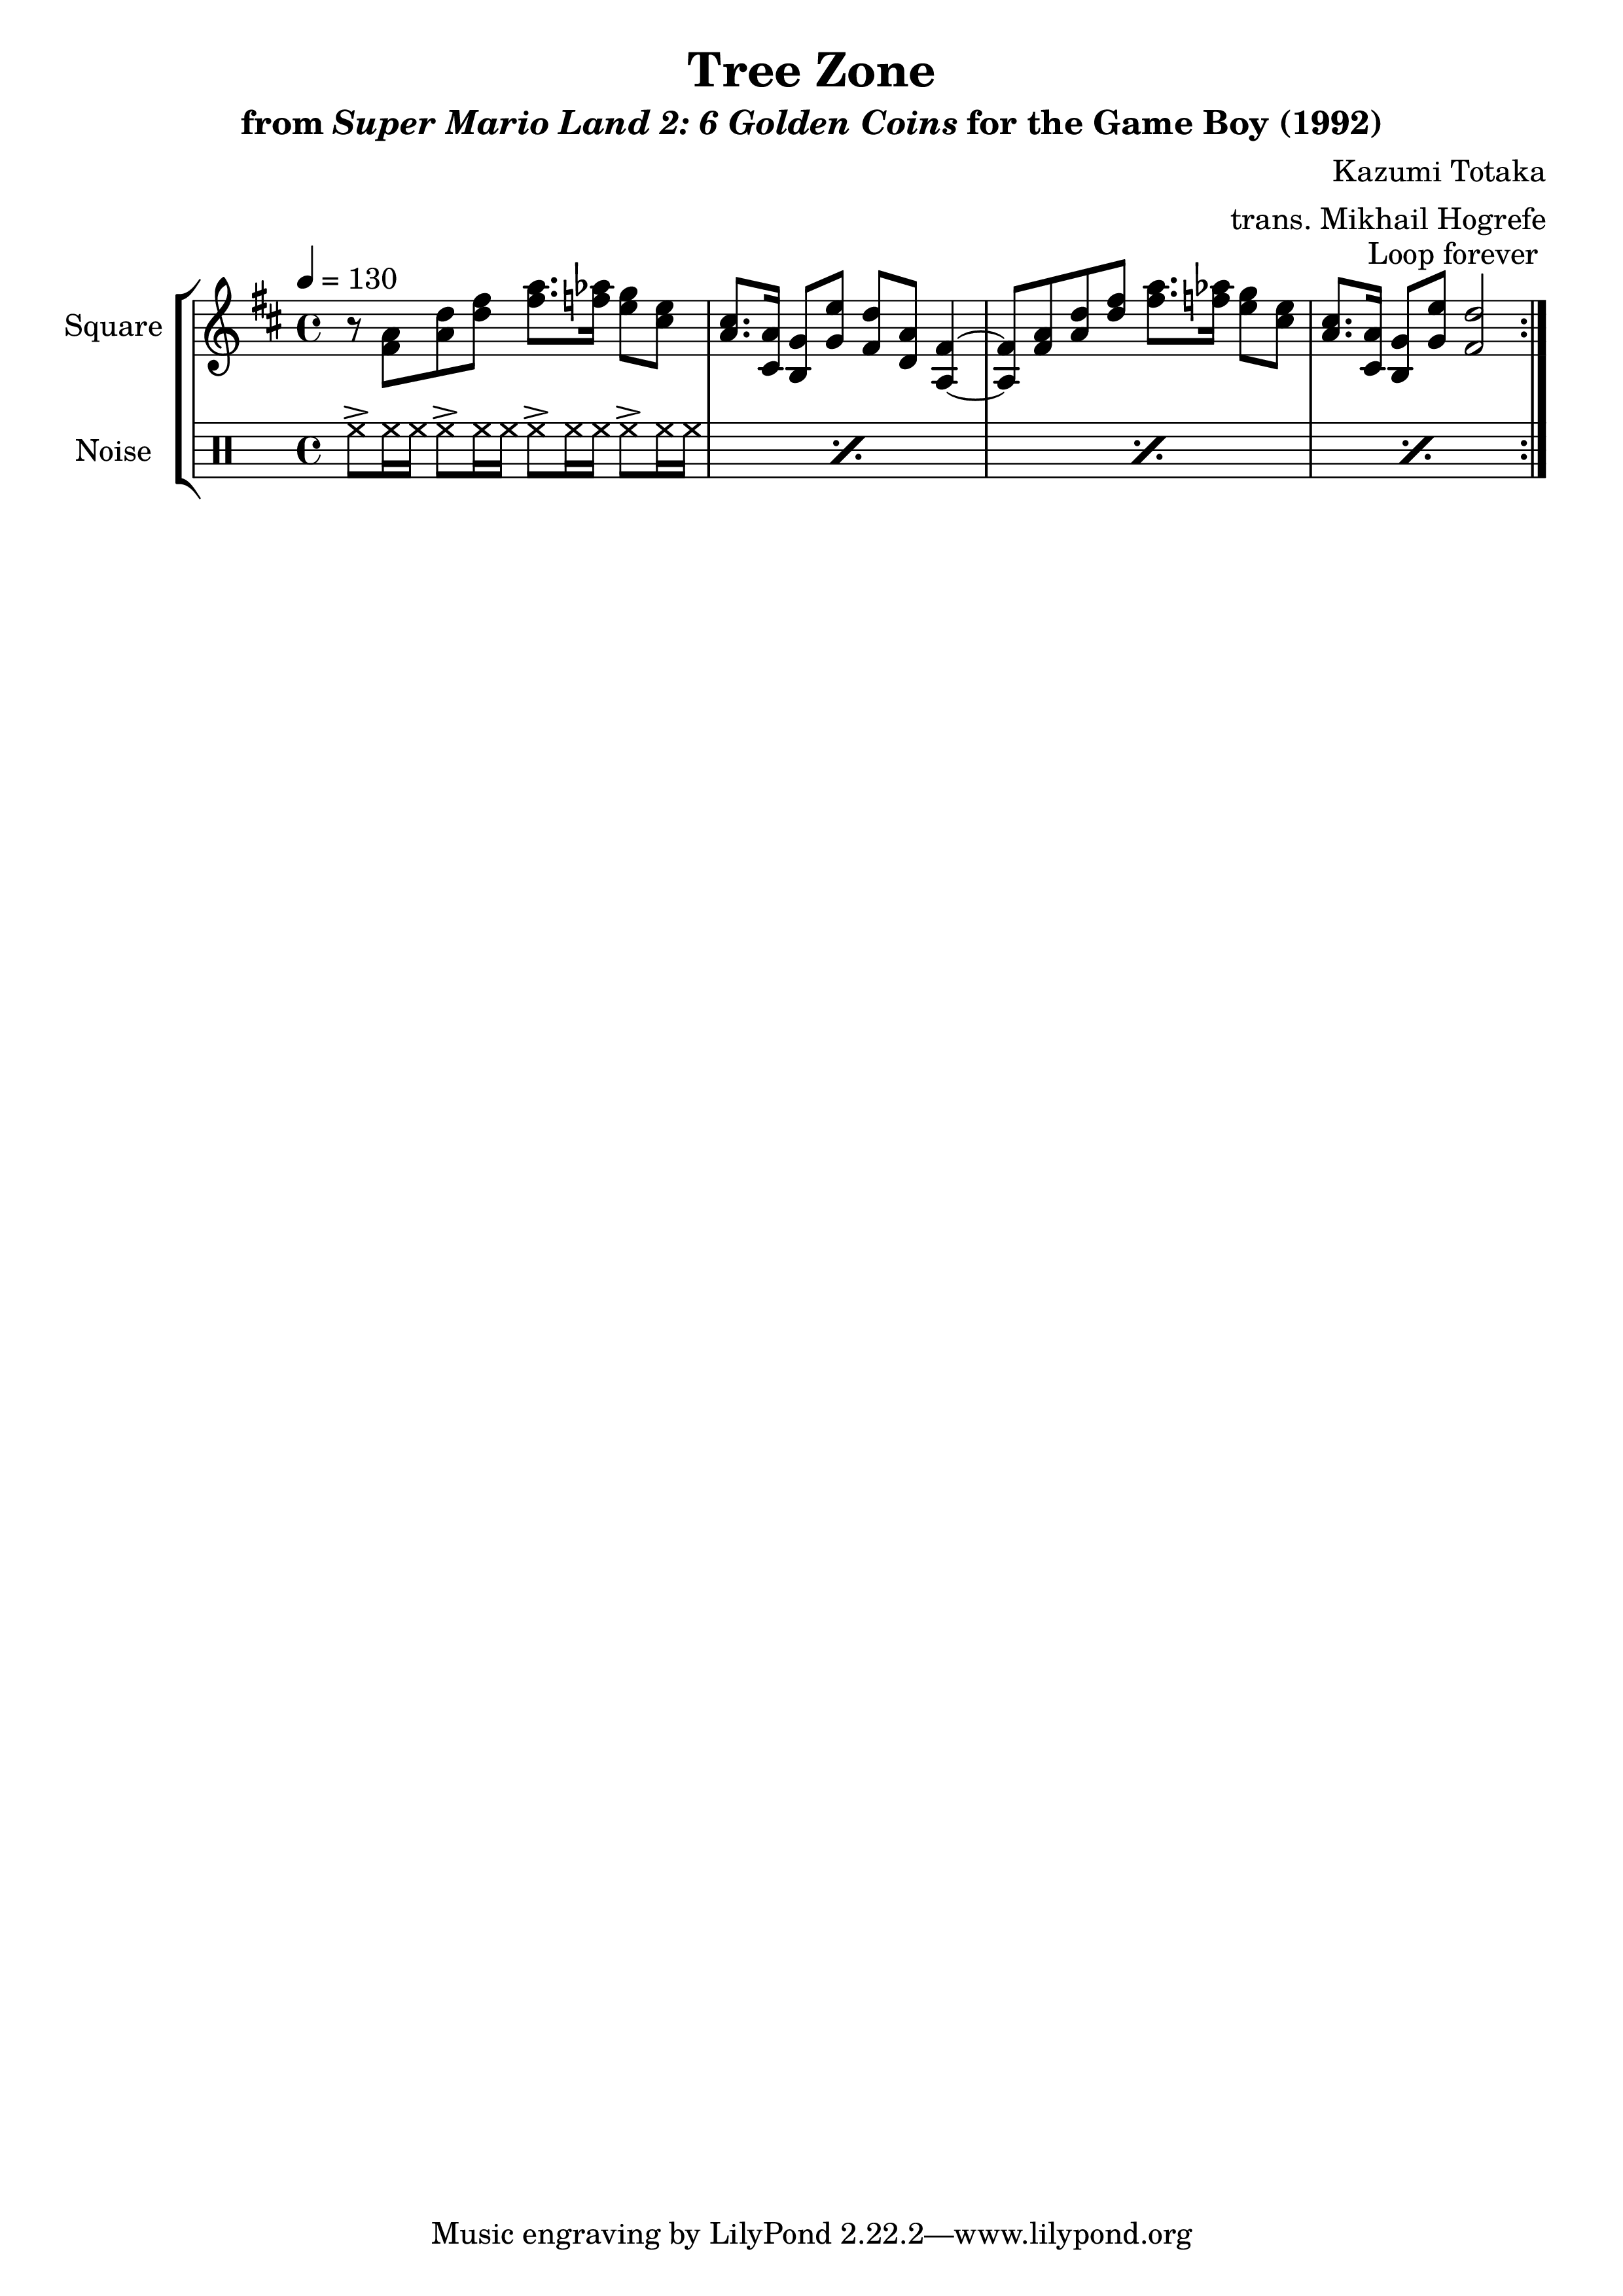 Tree Zone
from Super Mario Land 2: 6 Golden Coins for the Game Boy (1992)
Kazumi Totaka
trans. Mikhail Hogrefe
Loop forever
= 130
Square
Noise
Music engraving by LilyPond 2.22.2—www.lilypond.org